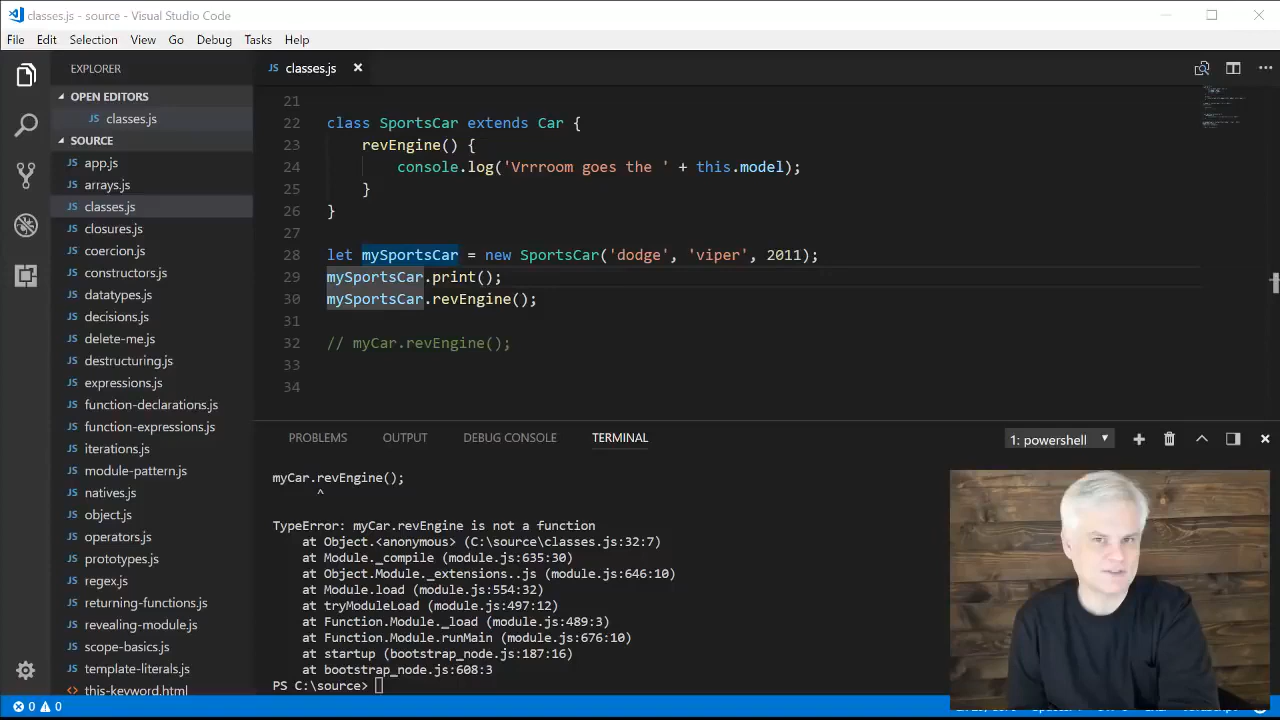 classes.js - source - Visual Studio Code
File Edit Selection View Go Debug Tasks Help
EXPLORER
JS classes.js ×
OPEN EDITORS
JS classes.js
SOURCE
JS app.js
JS arrays.js
JS classes.js
JS closures.js
JS coercion.js
JS constructors.js
JS datatypes.js
JS decisions.js
JS delete-me.js
JS destructuring.js
JS expressions.js
JS function-declarations.js
JS function-expressions.js
JS iterations.js
JS module-pattern.js
JS natives.js
JS object.js
JS operators.js
JS prototypes.js
JS regex.js
JS returning-functions.js
JS revealing-module.js
JS scope-basics.js
JS template-literals.js
<> this-keyword.html
21
22 class SportsCar extends Car {
23 revEngine() {
24 console.log('Vrrroom goes the ' + this.model);
25 }
26 }
27
28 let mySportsCar = new SportsCar('dodge', 'viper', 2011);
29 mySportsCar.print();
30 mySportsCar.revEngine();
31
32 // myCar.revEngine();
33
34
PROBLEMS OUTPUT DEBUG CONSOLE TERMINAL 1: powershell
myCar.revEngine();
^
TypeError: myCar.revEngine is not a function
at Object.<anonymous> (C:\source\classes.js:32:7)
at Module._compile (module.js:635:30)
at Object.Module._extensions..js (module.js:646:10)
at Module.load (module.js:554:32)
at tryModuleLoad (module.js:497:12)
at Function.Module._load (module.js:489:3)
at Function.Module.runMain (module.js:676:10)
at startup (bootstrap_node.js:187:16)
at bootstrap_node.js:608:3
PS C:\source>
0 0